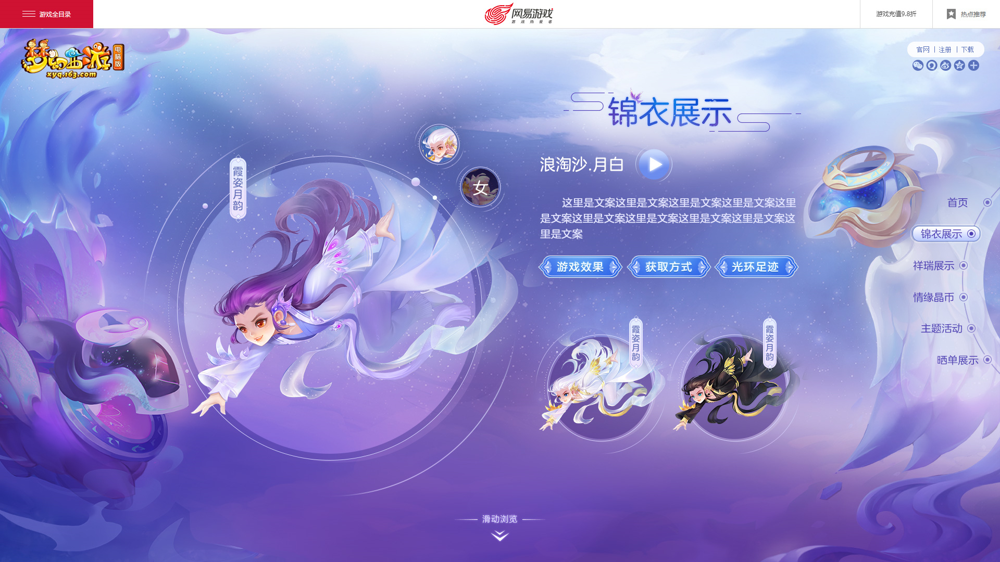 游戏全目录
网易游戏
游戏热爱者
游戏充值9.8折
热点推荐
梦幻西游
电脑版
xyq.163.com
官网 | 注册 | 下载
锦衣展示
浪淘沙.月白
女
霞姿月韵
这里是文案这里是文案这里是文案这里是文案这里
是文案这里是文案这里是文案这里是文案这里是文案这
里是文案
游戏效果
获取方式
光环足迹
霞姿月韵
霞姿月韵
首页
锦衣展示
祥瑞展示
情缘晶币
主题活动
晒单展示
滑动浏览